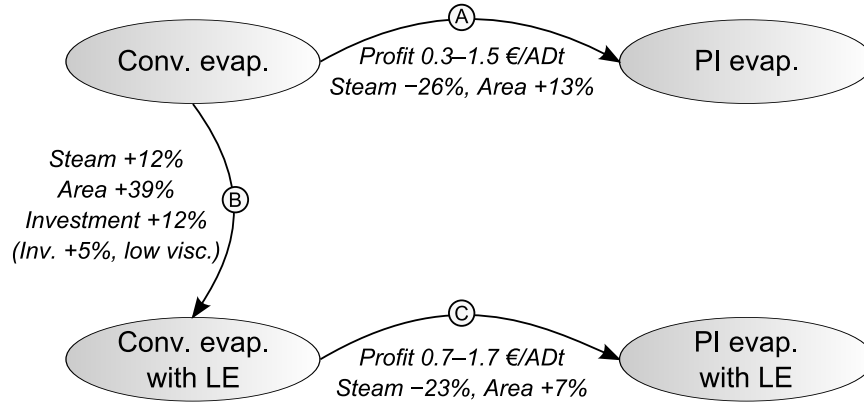 A
Conv. evap.
Profit 0.3–1.5 €/ADt
Steam −26%, Area +13%
PI evap.
Steam +12%
Area +39%
Investment +12%
(Inv. +5%, low visc.)
B
C
Conv. evap.
with LE
Profit 0.7–1.7 €/ADt
Steam −23%, Area +7%
PI evap.
with LE